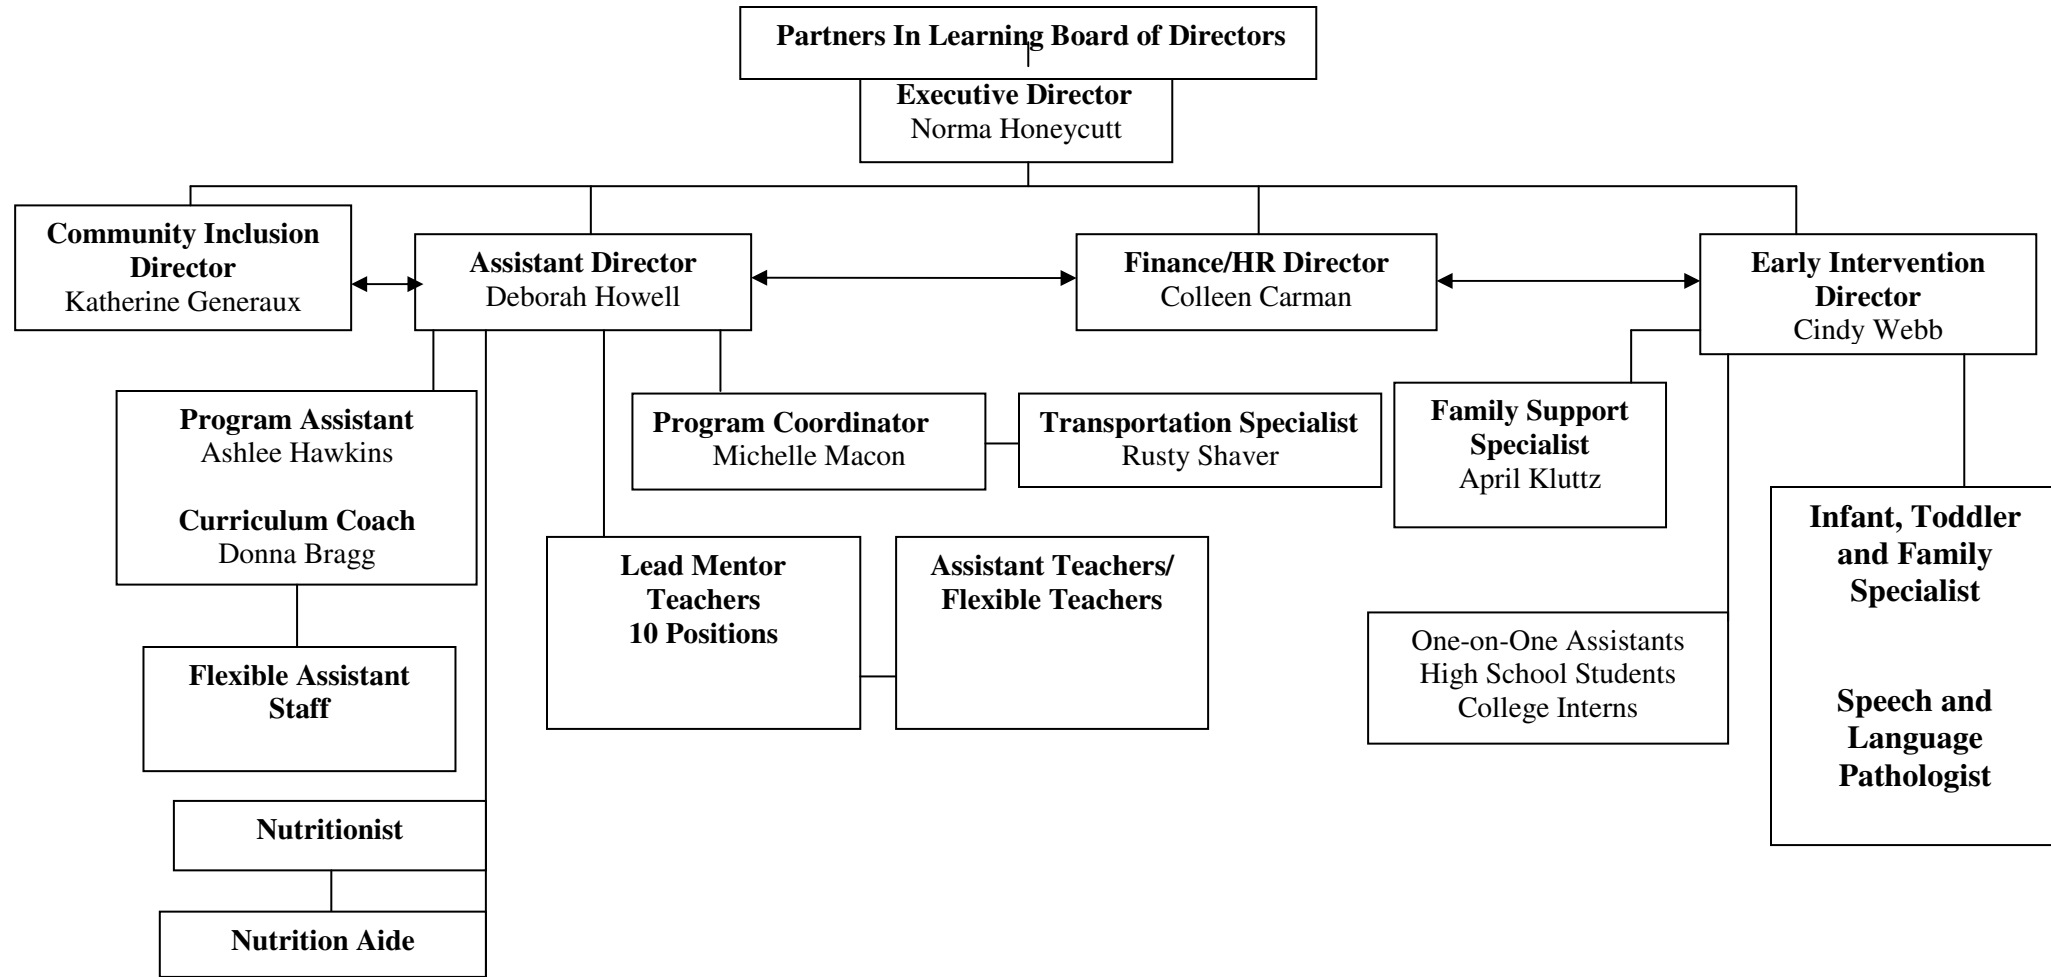 Partners In Learning Board of Directors
Executive Director
Norma Honeycutt
Community Inclusion
Director
Katherine Generaux
Assistant Director
Deborah Howell
Finance/HR Director
Colleen Carman
Early Intervention
Director
Cindy Webb
Program Assistant
Ashlee Hawkins
Curriculum Coach
Donna Bragg
Program Coordinator
Michelle Macon
Transportation Specialist
Rusty Shaver
Family Support
Specialist
April Kluttz
Infant, Toddler
and Family
Specialist
Speech and
Language
Pathologist
Lead Mentor
Teachers
10 Positions
Assistant Teachers/
Flexible Teachers
One-on-One Assistants
High School Students
College Interns
Flexible Assistant
Staff
Nutritionist
Nutrition Aide